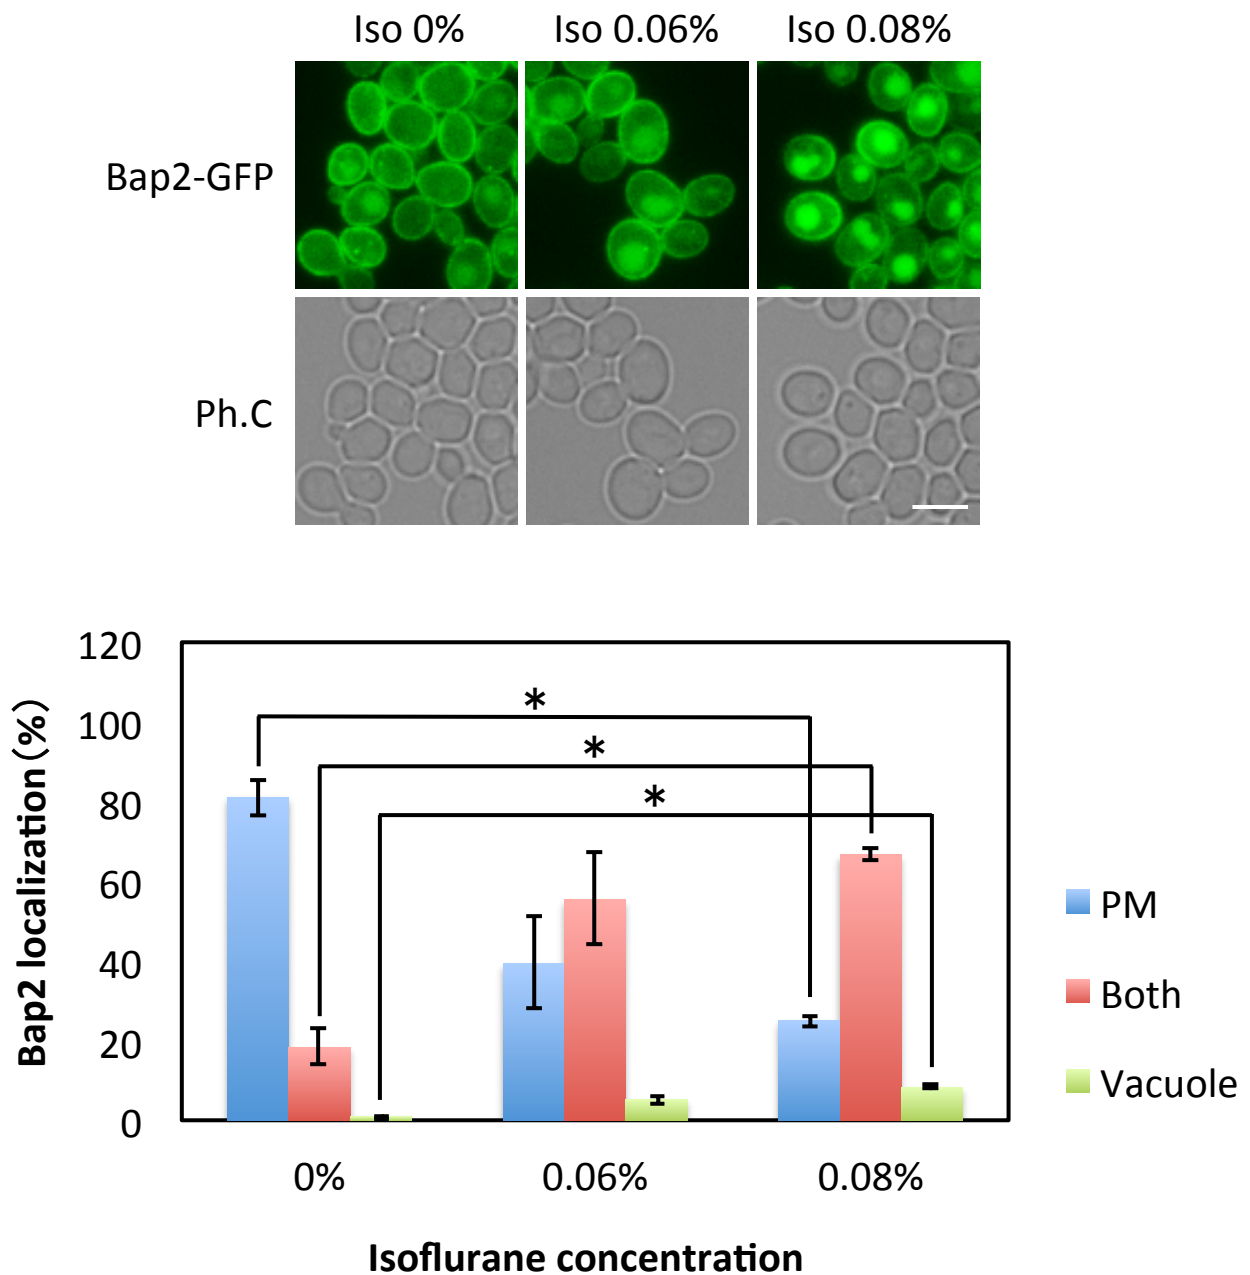 Iso 0% Iso 0.06% Iso 0.08%
Bap2-GFP
Ph.C
120
100
80
60
40
20
0
Bap2 localization(%)
*
*
*
PM
Both
Vacuole
0% 0.06% 0.08%
Isoflurane concentration